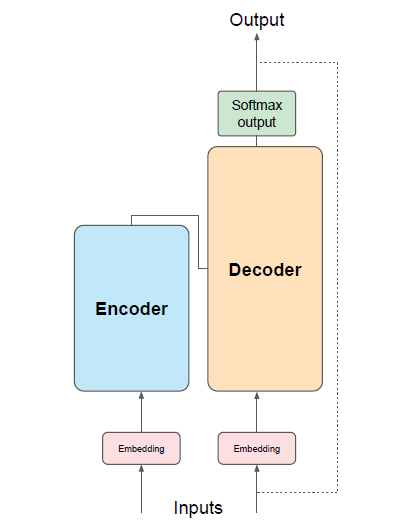 Output
Softmax
output
Decoder
Encoder
Embedding
Embedding
Inputs